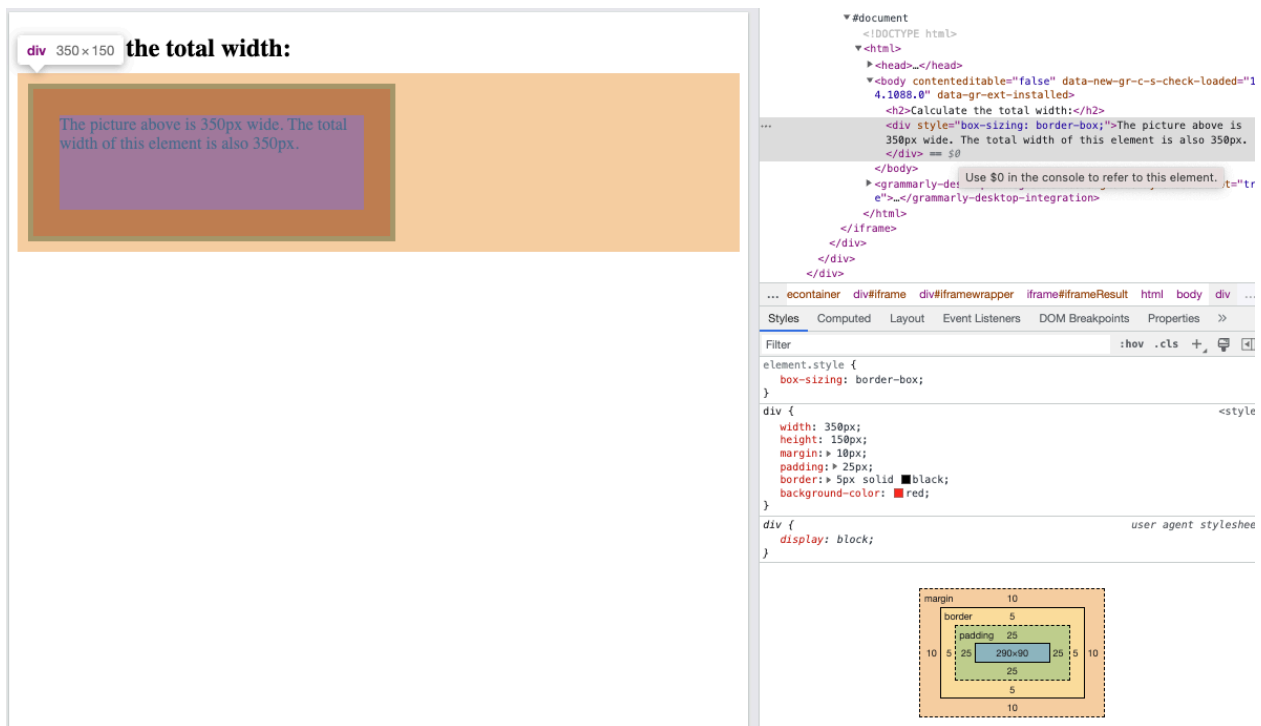 div 350 × 150
the total width:
The picture above is 350px wide. The total
width of this element is also 350px.
▼#document
<!DOCTYPE html>
▼<html>
▶<head>…</head>
▼<body contenteditable="false" data-new-gr-c-s-check-loaded="1
4.1088.0" data-gr-ext-installed>
<h2>Calculate the total width:</h2>
… <div style="box-sizing: border-box;">The picture above is
350px wide. The total width of this element is also 350px.
</div> == $0
</body>
Use $0 in the console to refer to this element.
▶<grammarly-des t="tr
e">…</grammarly-desktop-integration>
</html>
</iframe>
</div>
</div>
</div>
… econtainer div#iframe div#iframewrapper iframe#iframeResult html body div …
Styles Computed Layout Event Listeners DOM Breakpoints Properties »
Filter :hov .cls +
element.style {
box-sizing: border-box;
}
div { <style
width: 350px;
height: 150px;
margin:▶ 10px;
padding:▶ 25px;
border:▶ 5px solid black;
background-color: red;
}
div { user agent styleshee
display: block;
}
margin 10
border 5
padding 25
10 5 25 290×90 25 5 10
25
5
10